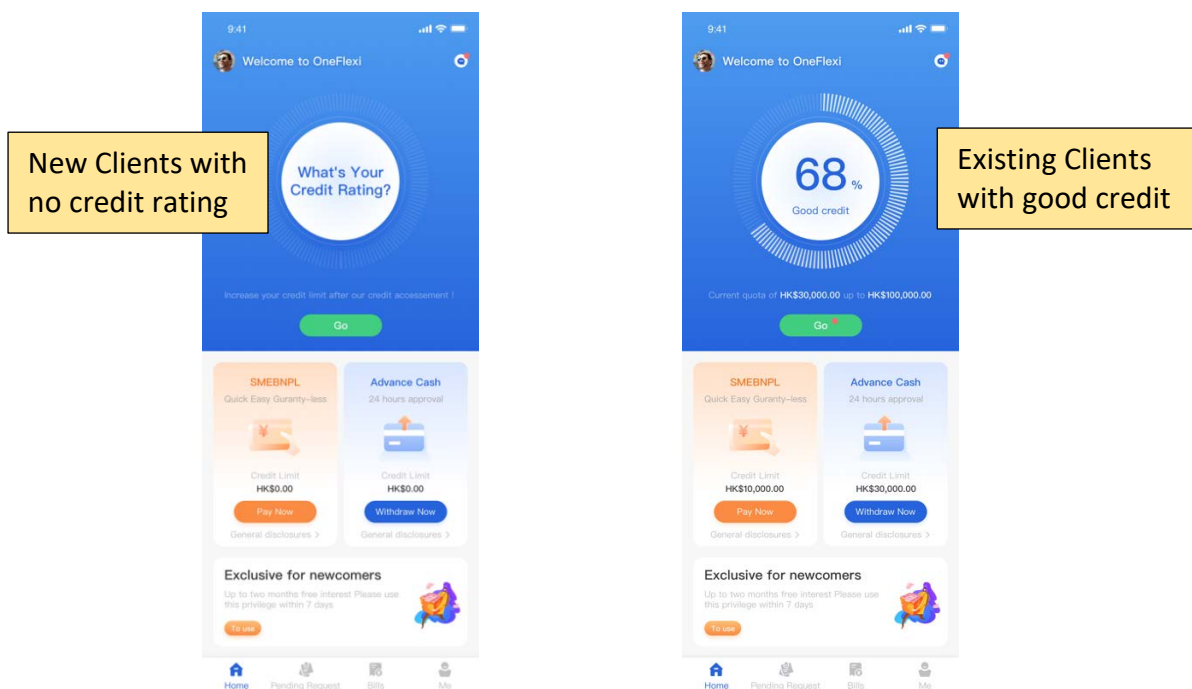 New Clients with
no credit rating
9:41
Welcome to OneFlexi
What's Your
Credit Rating?
Increase your credit limit after our credit accessement !
Go
SMEBNPL
Quick Easy Guranty-less
¥
Credit Limit
HK$0.00
Pay Now
General disclosures >
Advance Cash
24 hours approval
Credit Limit
HK$0.00
Withdraw Now
General disclosures >
Exclusive for newcomers
Up to two months free interest Please use
this privilege within 7 days
To use
Home
Pending Request
Bills
Me
9:41
Welcome to OneFlexi
68 %
Good credit
Current quota of HK$30,000.00 up to HK$100,000.00
Go
SMEBNPL
Quick Easy Guranty-less
¥
Credit Limit
HK$10,000.00
Pay Now
General disclosures >
Advance Cash
24 hours approval
Credit Limit
HK$30,000.00
Withdraw Now
General disclosures >
Exclusive for newcomers
Up to two months free interest Please use
this privilege within 7 days
To use
Home
Pending Request
Bills
Me
Existing Clients
with good credit